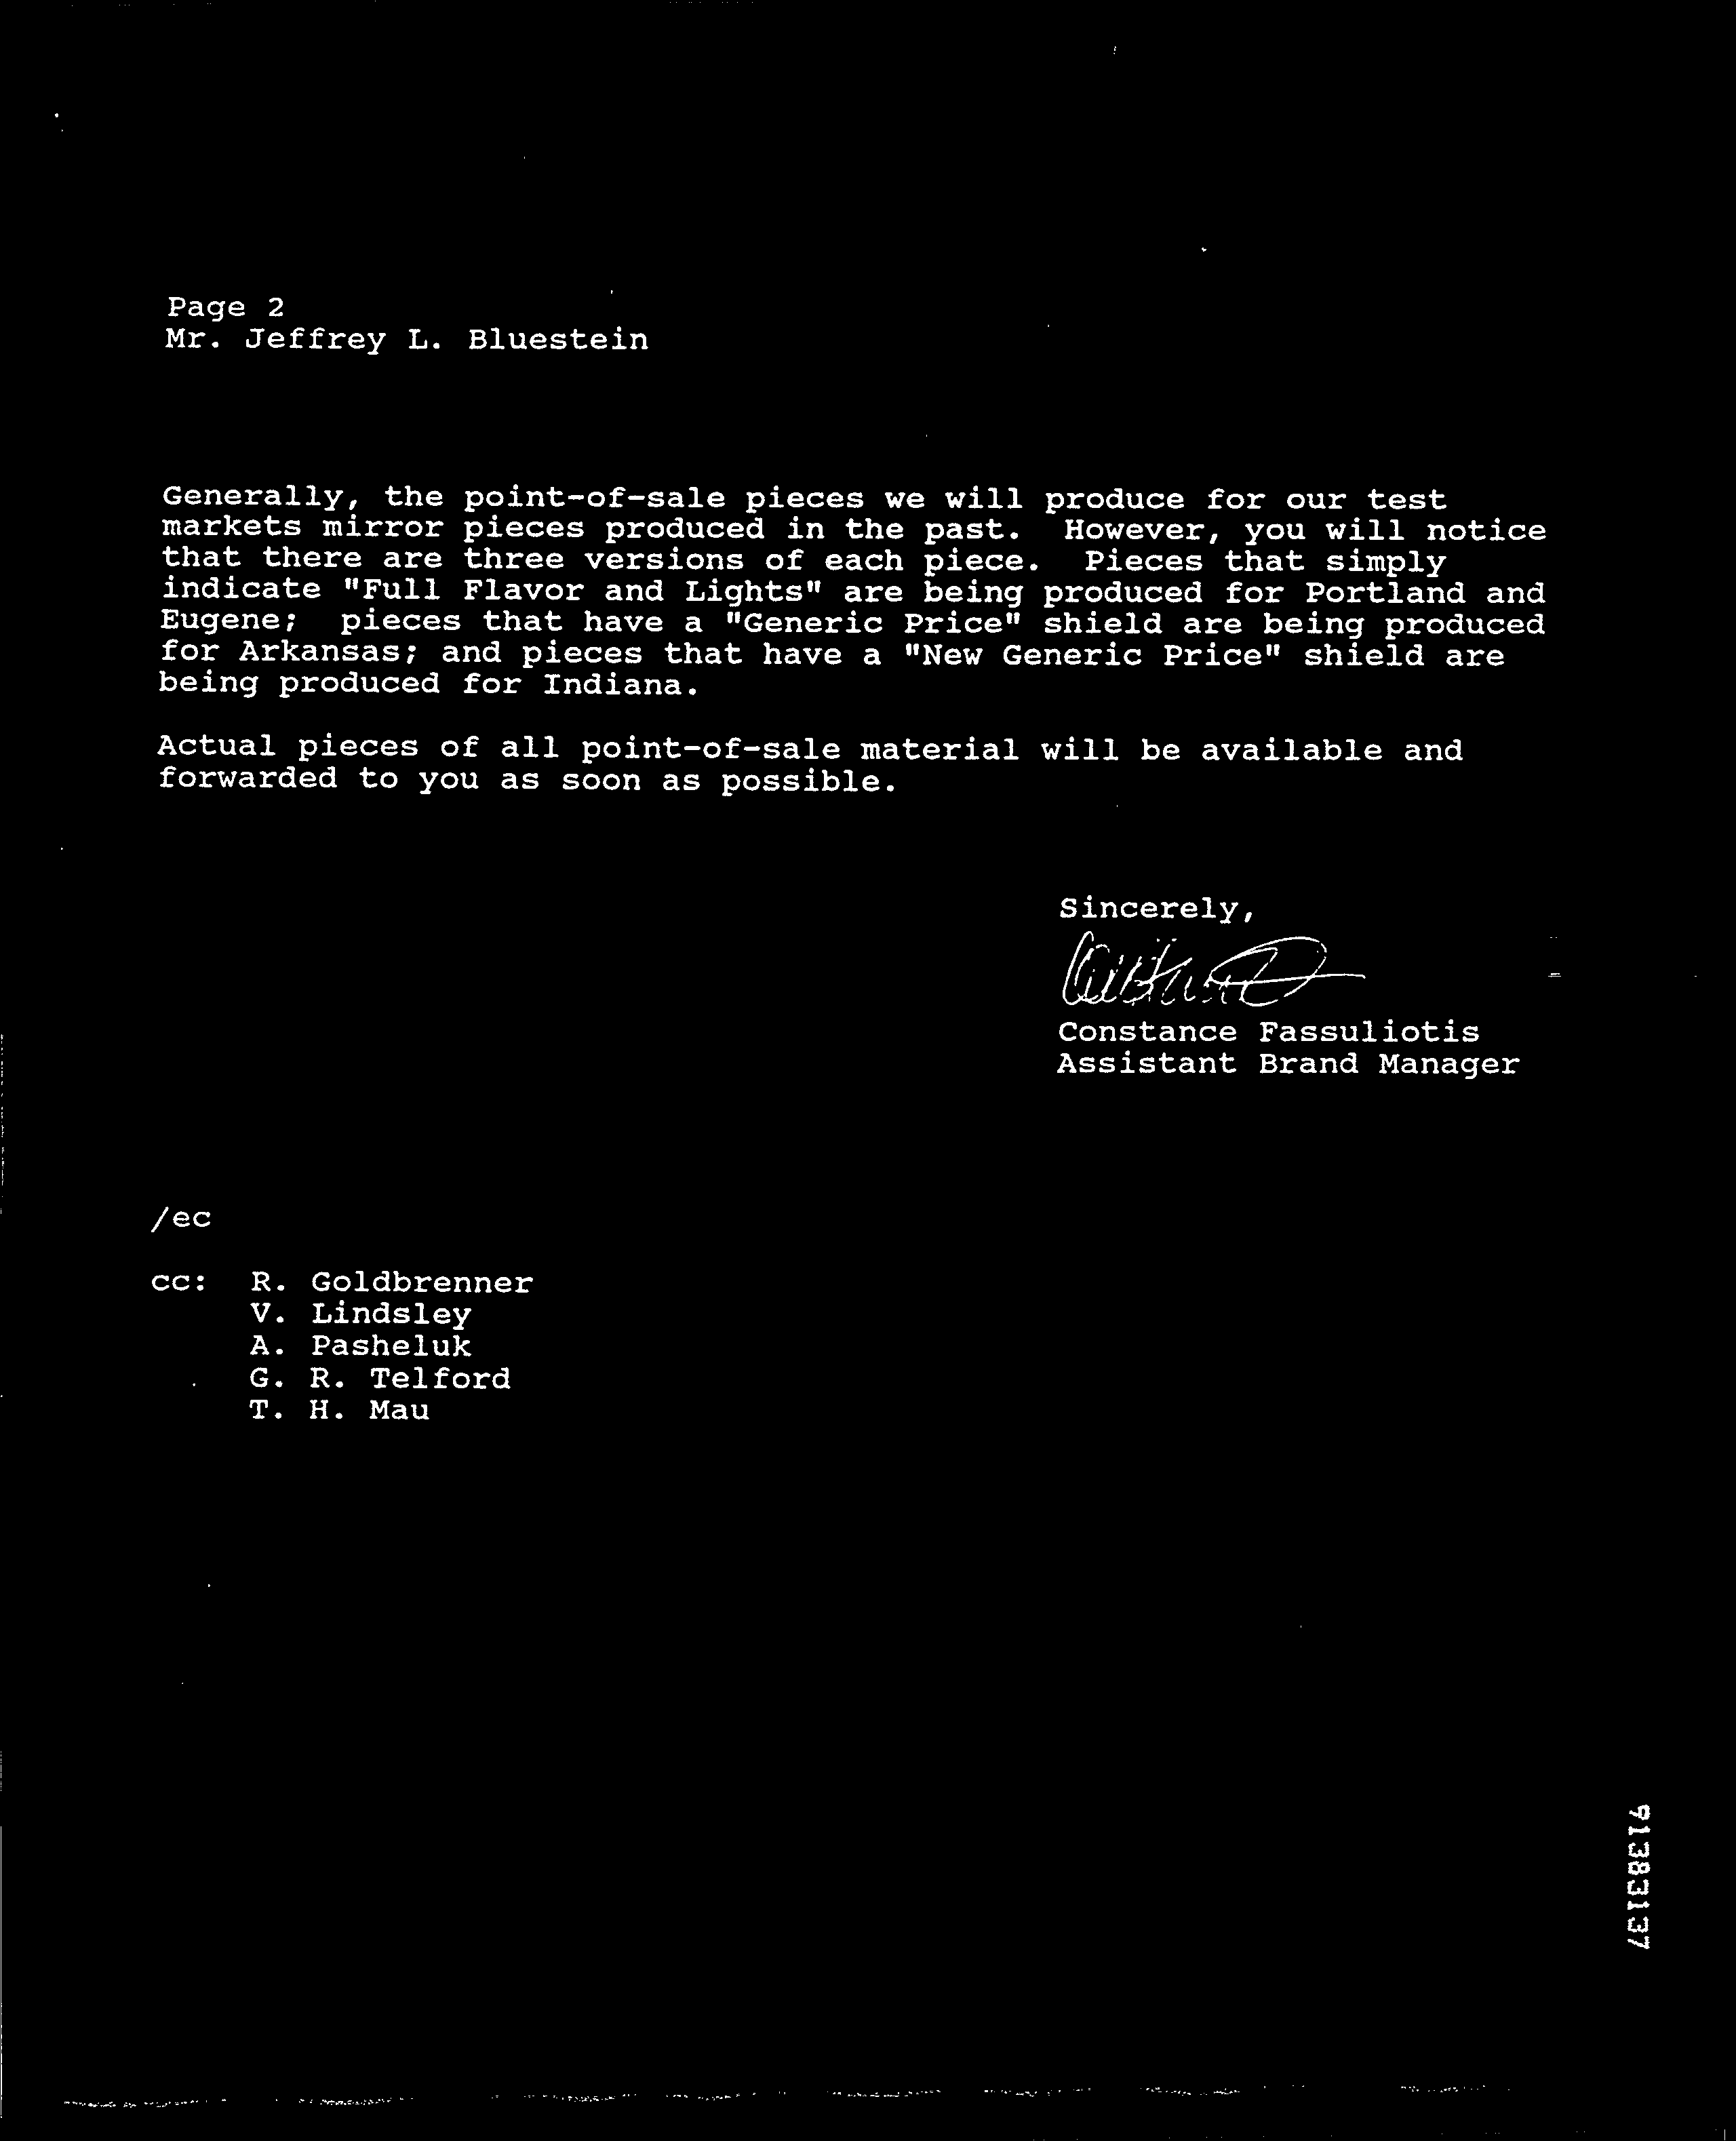 Page 2
Mr. Jeffrey L. Bluestein
Generally, the point-of-sale pieces we will produce for our test
markets mirror pieces produced in the past. However, you will notice
that there are three versions of each piece. Pieces that simply
indicate "Full Flavor and Lights" are being produced for Portland and
Eugene; pieces that have a "Generic Price" shield are being produced
for Arkansas; and pieces that have a "New Generic Price" shield are
being produced for Indiana.
Actual pieces of all point-of-sale material will be available and
forwarded to you as soon as possible.
Sincerely,
Constance Fassuliotis
Assistant Brand Manager
/ec
cc: R. Goldbrenner
V. Lindsley
A. Pasheluk
G. R. Telford
T. H. Mau
91383137